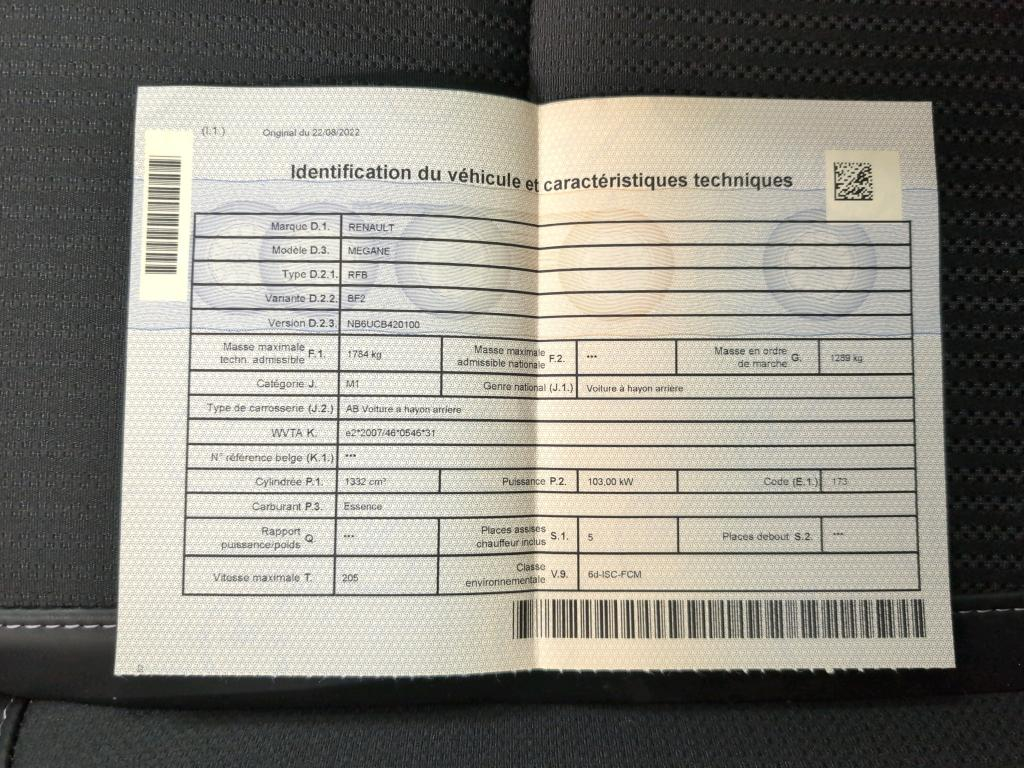 (I.1.) Original du 22/08/2022
Identification du véhicule et caractéristiques techniques
Marque D.1. RENAULT
Modèle D.3. MEGANE
Type D.2.1. RFB
Variante D.2.2. BF2
Version D.2.3. NB6UCB420100
Masse maximale
techn. admissible F.1. 1784 kg
Masse maximale
admissible nationale F.2. ***
Masse en ordre
de marche G. 1289 kg
Catégorie J. M1 Genre national (J.1.) Voiture à hayon arrière
Type de carrosserie (J.2.) AB Voiture a hayon arriere
WVTA K. e2*2007/46*0546*31
N° référence belge (K.1.) ***
Cylindrée P.1. 1332 cm³ Puissance P.2. 103,00 kW Code (E.1.) 173
Carburant P.3. Essence
Rapport
puissance/poids Q ***
Places assises
chauffeur inclus S.1. 5
Places debout S.2. ***
Vitesse maximale T. 205
Classe
environnementale V.9. 6d-ISC-FCM